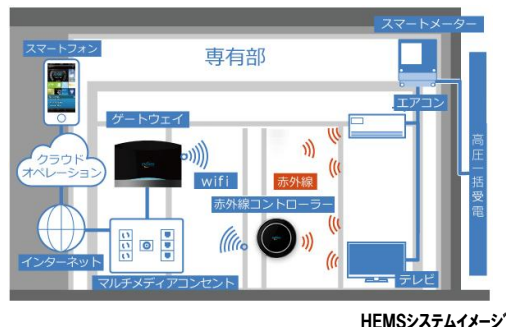 スマートメーター
スマートフォン
専有部
エアコン
ゲートウェイ
クラウド
オペレーション
wifi
赤外線
赤外線コントローラー
高圧一括受電
インターネット
マルチメディアコンセント
テレビ
HEMSシステムイメージ